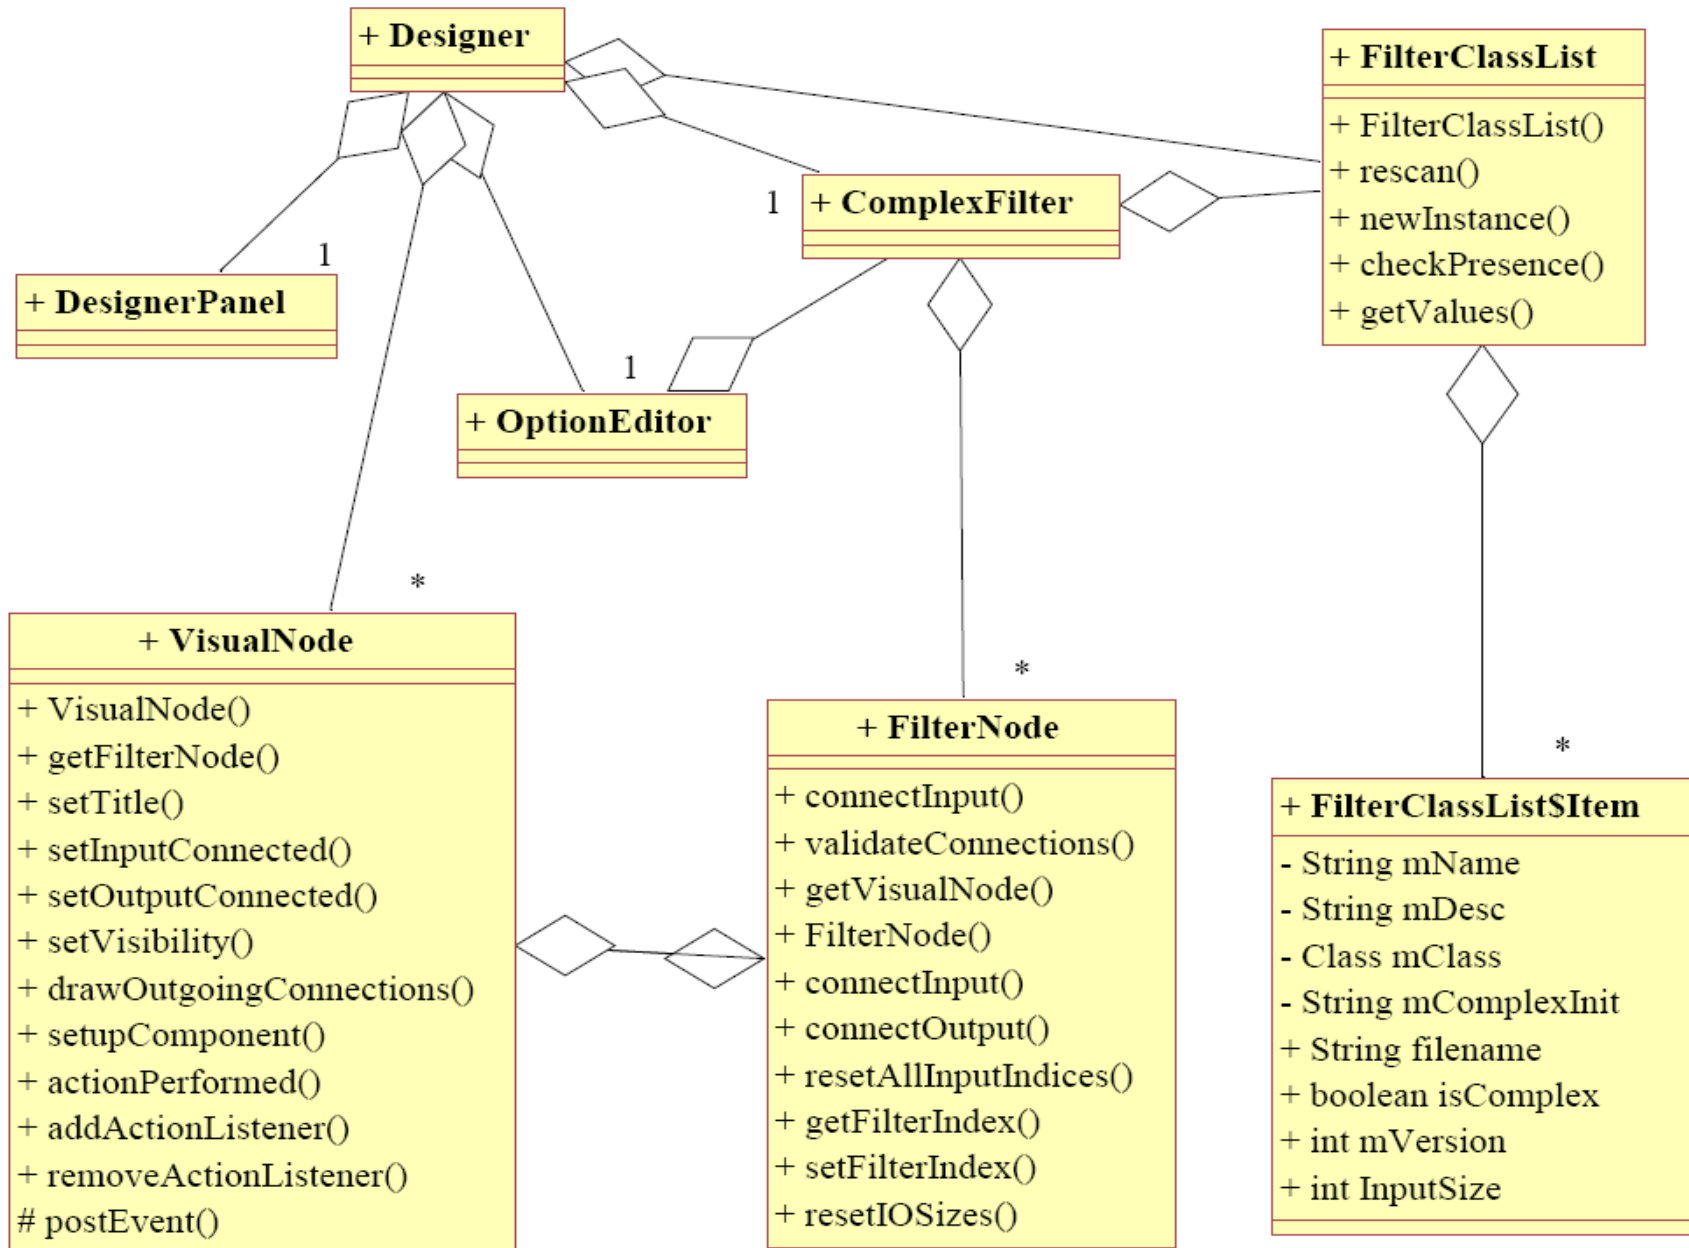 + Designer
+ FilterClassList
+ FilterClassList()
+ rescan()
+ newInstance()
+ checkPresence()
+ getValues()
1
+ ComplexFilter
1
+ DesignerPanel
1
+ OptionEditor
*
+ VisualNode
+ VisualNode()
+ getFilterNode()
+ setTitle()
+ setInputConnected()
+ setOutputConnected()
+ setVisibility()
+ drawOutgoingConnections()
+ setupComponent()
+ actionPerformed()
+ addActionListener()
+ removeActionListener()
# postEvent()
*
+ FilterNode
+ connectInput()
+ validateConnections()
+ getVisualNode()
+ FilterNode()
+ connectInput()
+ connectOutput()
+ resetAllInputIndices()
+ getFilterIndex()
+ setFilterIndex()
+ resetIOSizes()
*
+ FilterClassList$Item
- String mName
- String mDesc
- Class mClass
- String mComplexInit
+ String filename
+ boolean isComplex
+ int mVersion
+ int InputSize